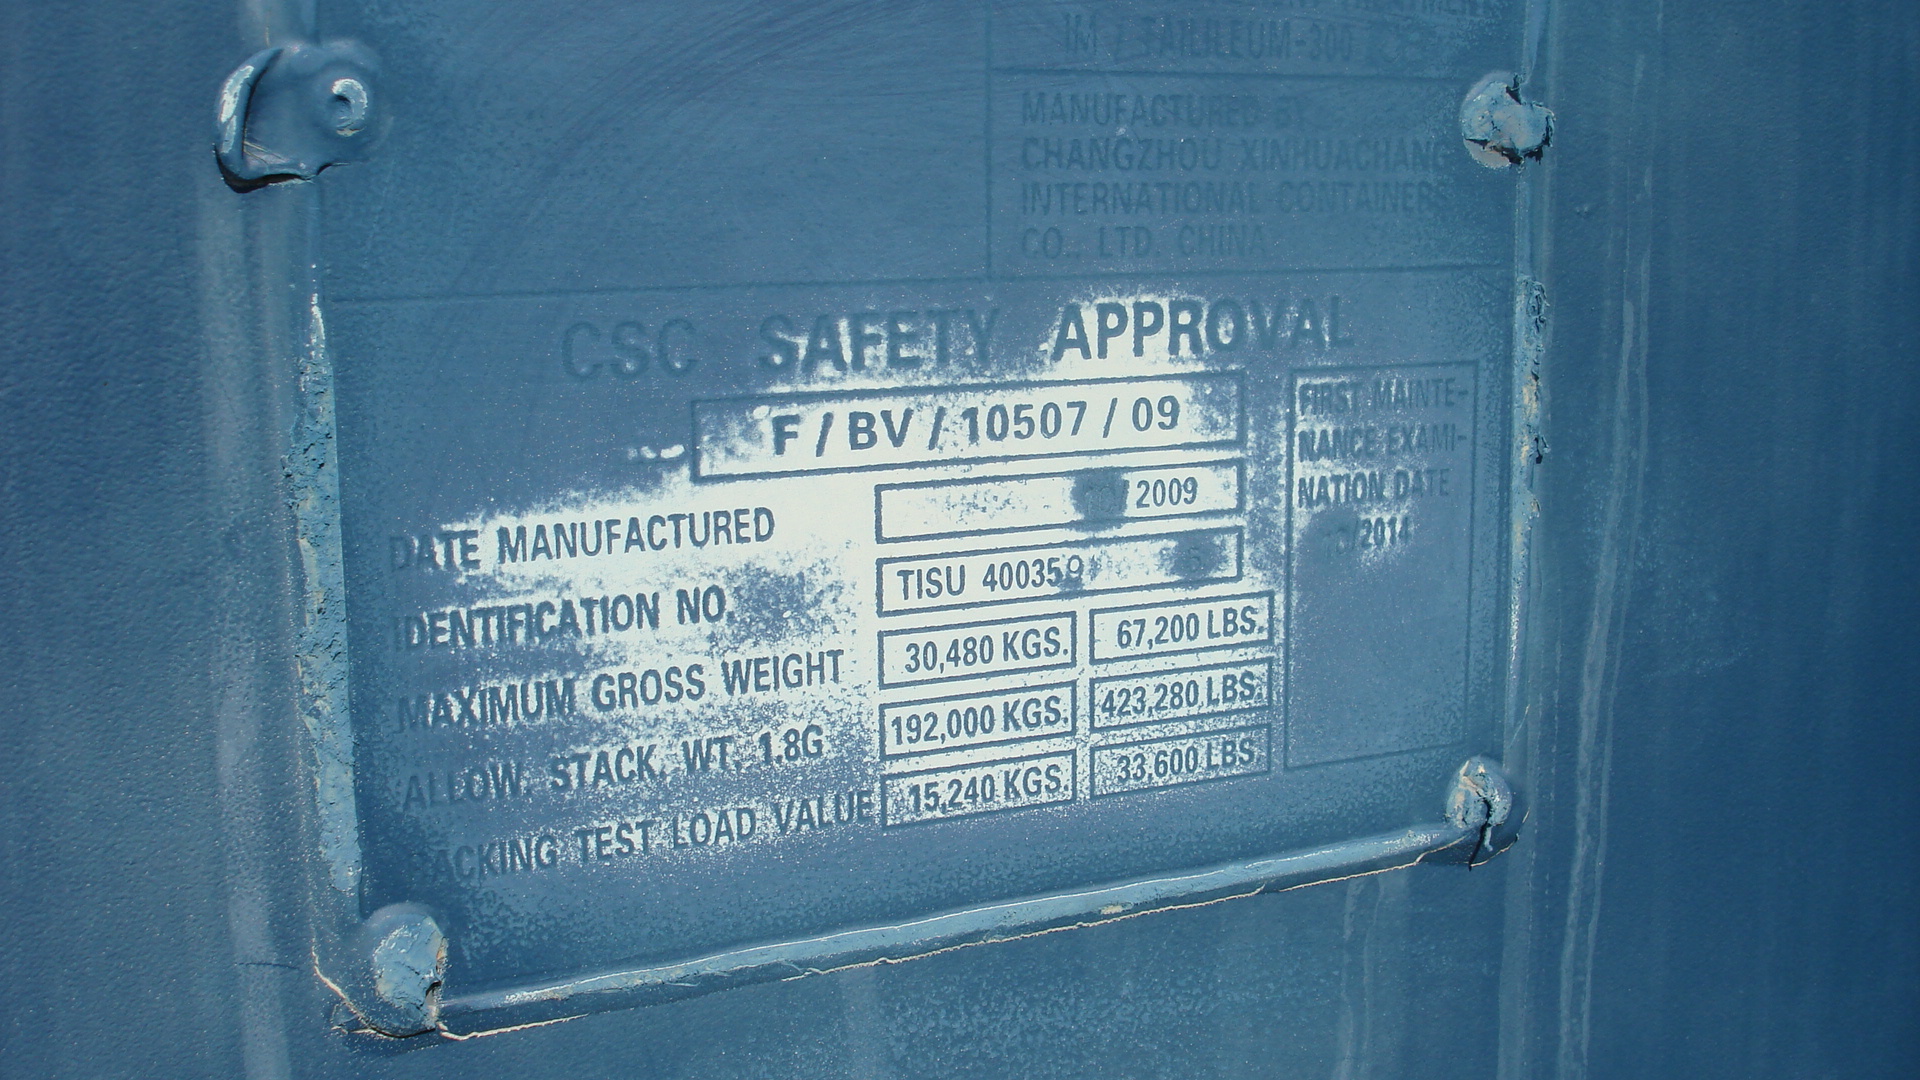 IM /
MANUFACTURED BY
CHANGZHOU XINHUACHANG
INTERNATIONAL CONTAINERS
CO., LTD. CHINA
CSC SAFETY APPROVAL
F / BV / 10507 / 09
DATE MANUFACTURED
/ 2009
IDENTIFICATION NO.
TISU 400359
MAXIMUM GROSS WEIGHT
30,480 KGS.
67,200 LBS.
ALLOW. STACK. WT. 1.8G
192,000 KGS.
423,280 LBS.
RACKING TEST LOAD VALUE
15,240 KGS.
33,600 LBS
FIRST MAINTE-
NANCE EXAMI-
NATION DATE
/2014